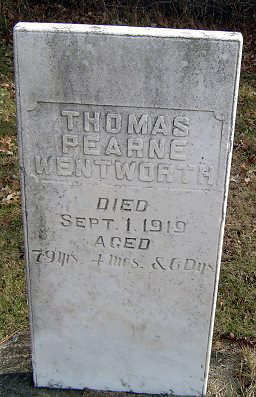 THOMAS
PEARNE
WENTWORTH
DIED
SEPT. 1, 1919
AGED
79 yrs. 4 mos. & 6 Dys